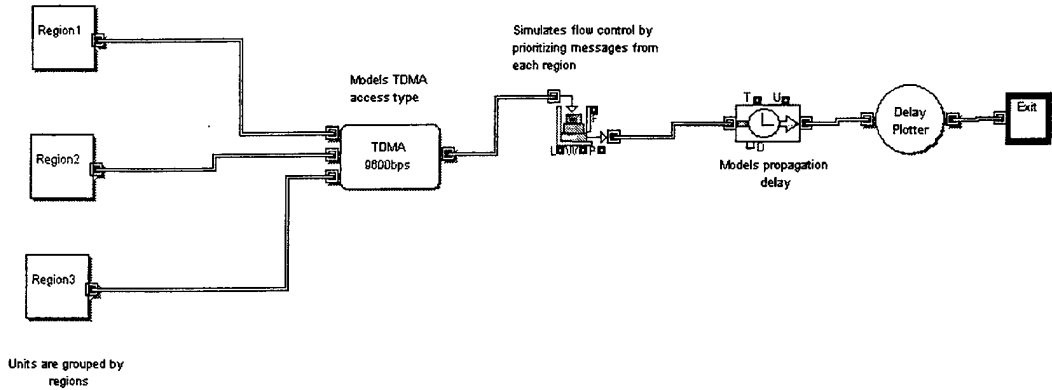 Region1
Region2
Region3
Units are grouped by
regions
Models TDMA
access type
TDMA
9600bps
Simulates flow control by
prioritizing messages from
each region
F
L W P
T U
D
Models propagation
delay
Delay
Plotter
Exit